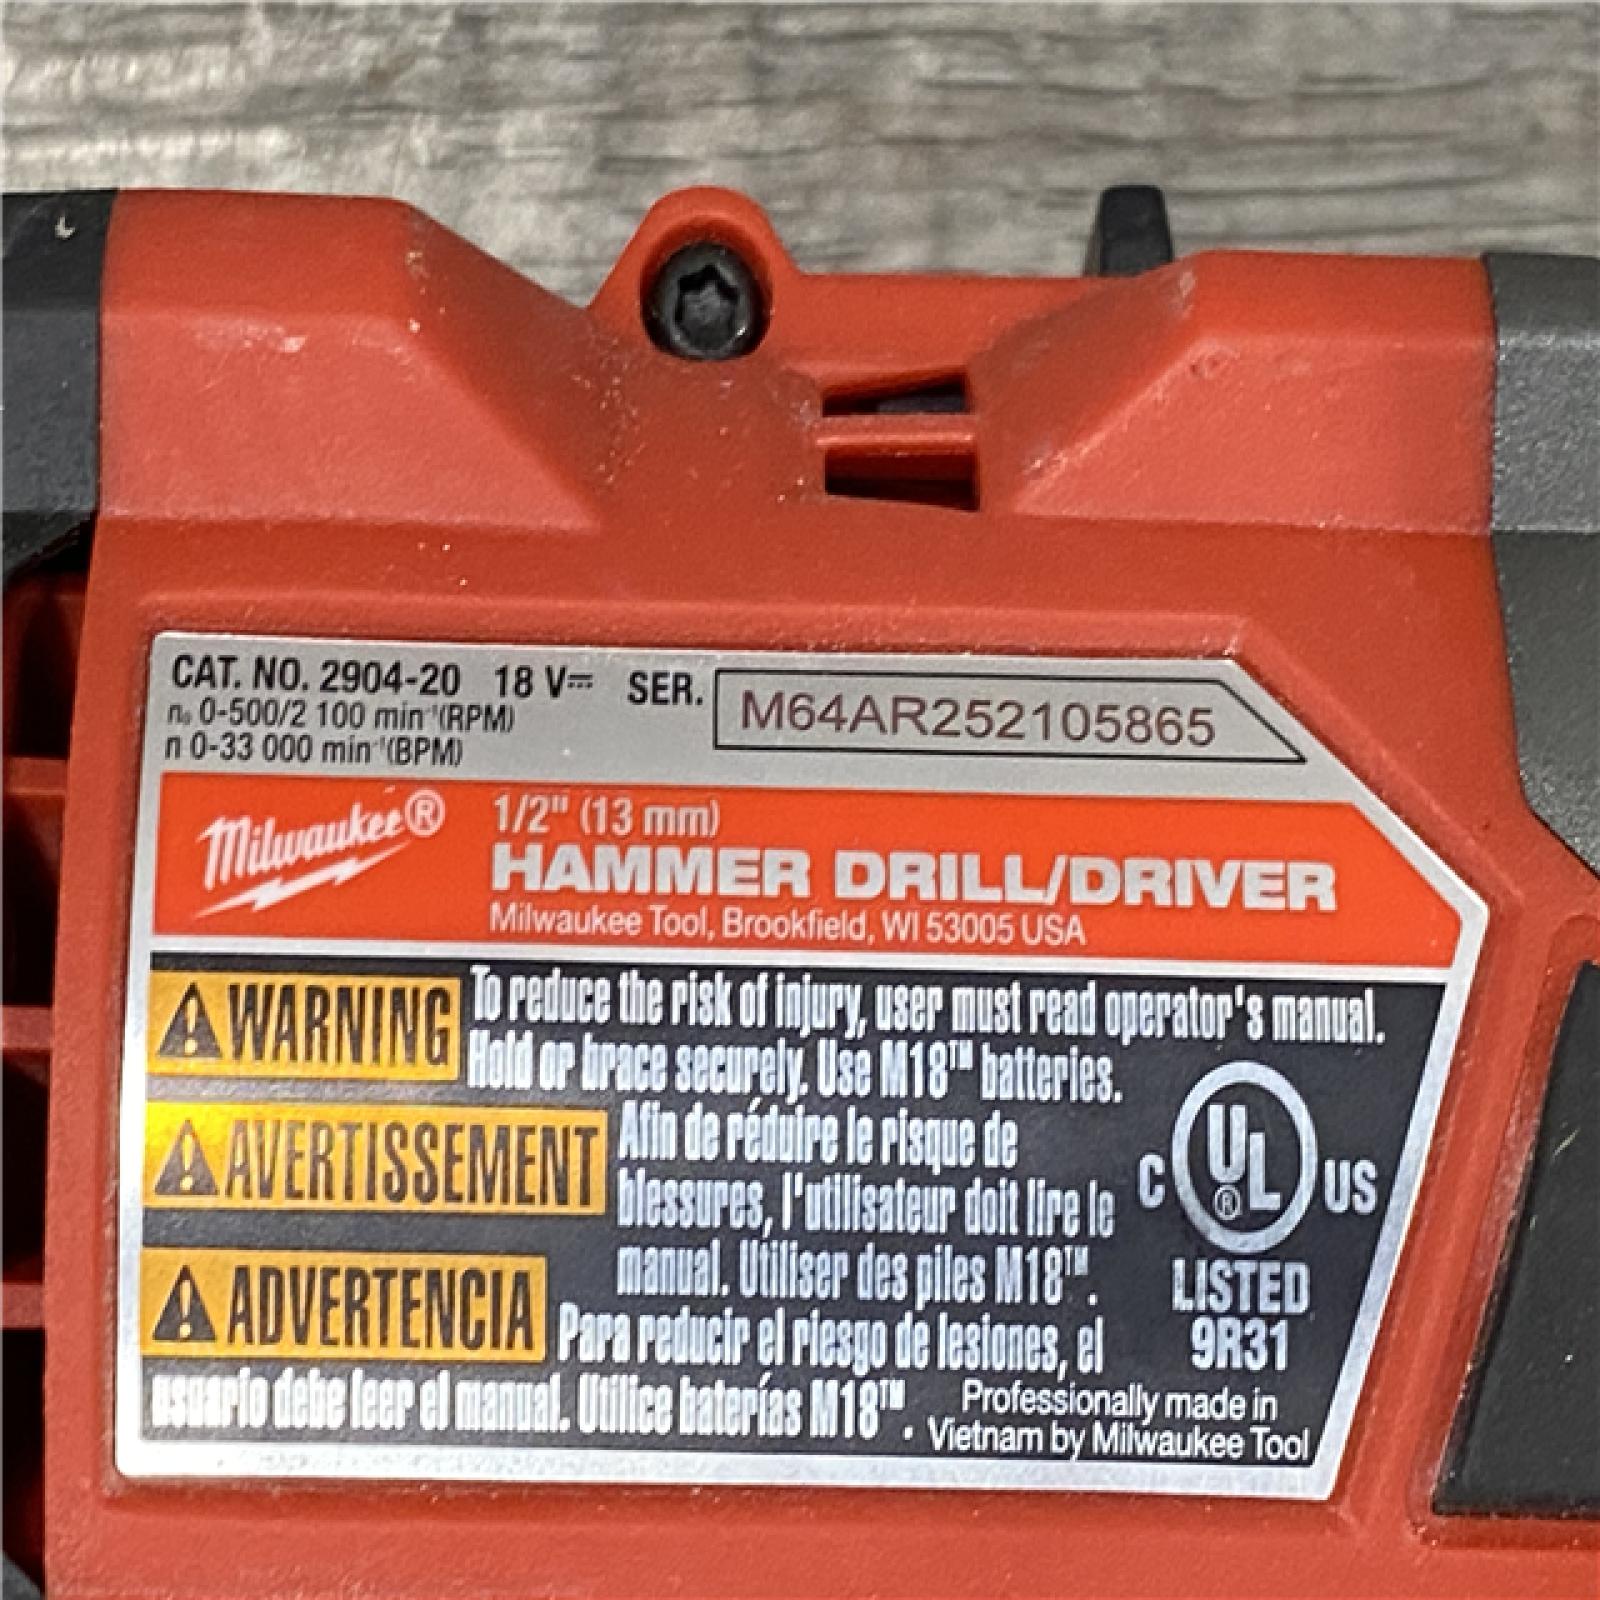 CAT. NO. 2904-20 18 V⎓ SER. M64AR252105865
n₀ 0-500/2 100 min⁻¹(RPM)
n 0-33 000 min⁻¹(BPM)
Milwaukee®
1/2" (13 mm)
HAMMER DRILL/DRIVER
Milwaukee Tool, Brookfield, WI 53005 USA
WARNING To reduce the risk of injury, user must read operator's manual.
Hold or brace securely. Use M18™ batteries.
AVERTISSEMENT Afin de réduire le risque de
blessures, l'utilisateur doit lire le
manual. Utiliser des piles M18™.
ADVERTENCIA Para reducir el riesgo de lesiones, el
usuario debe leer el manual. Utilice baterías M18™.
C UL® US
LISTED
9R31
Professionally made in
Vietnam by Milwaukee Tool